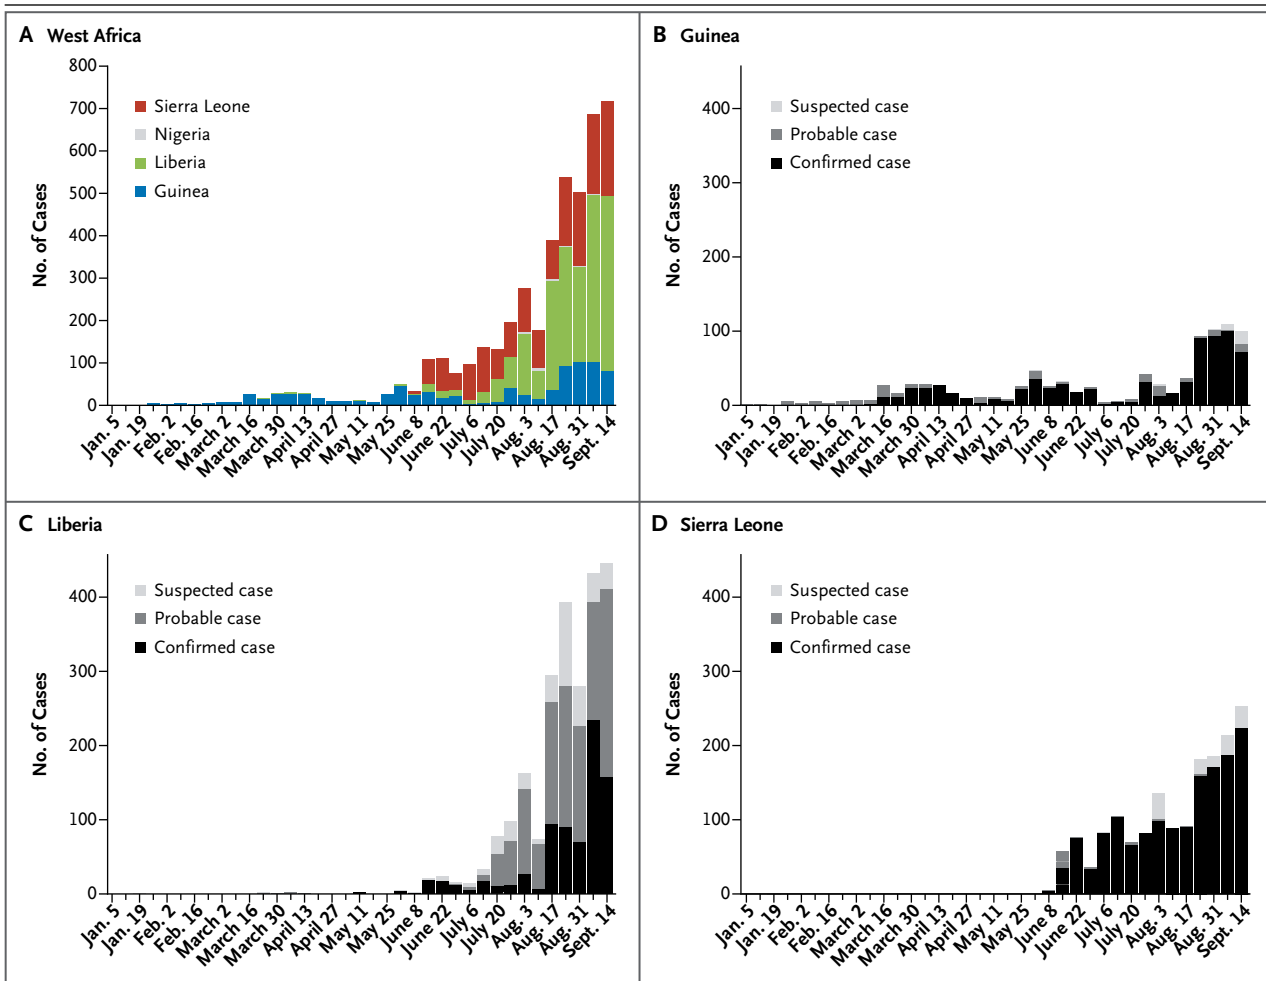 A West Africa
800
700
600
500
400
300
200
100
0
No. of Cases
Sierra Leone
Nigeria
Liberia
Guinea
Jan. 5
Jan. 19
Feb. 2
Feb. 16
March 2
March 16
March 30
April 13
April 27
May 11
May 25
June 8
June 22
July 6
July 20
Aug. 3
Aug. 17
Aug. 31
Sept. 14
B Guinea
400
300
200
100
0
No. of Cases
Suspected case
Probable case
Confirmed case
Jan. 5
Jan. 19
Feb. 2
Feb. 16
March 2
March 16
March 30
April 13
April 27
May 11
May 25
June 8
June 22
July 6
July 20
Aug. 3
Aug. 17
Aug. 31
Sept. 14
C Liberia
400
300
200
100
0
No. of Cases
Suspected case
Probable case
Confirmed case
Jan. 5
Jan. 19
Feb. 2
Feb. 16
March 2
March 16
March 30
April 13
April 27
May 11
May 25
June 8
June 22
July 6
July 20
Aug. 3
Aug. 17
Aug. 31
Sept. 14
D Sierra Leone
400
300
200
100
0
No. of Cases
Suspected case
Probable case
Confirmed case
Jan. 5
Jan. 19
Feb. 2
Feb. 16
March 2
March 16
March 30
April 13
April 27
May 11
May 25
June 8
June 22
July 6
July 20
Aug. 3
Aug. 17
Aug. 31
Sept. 14